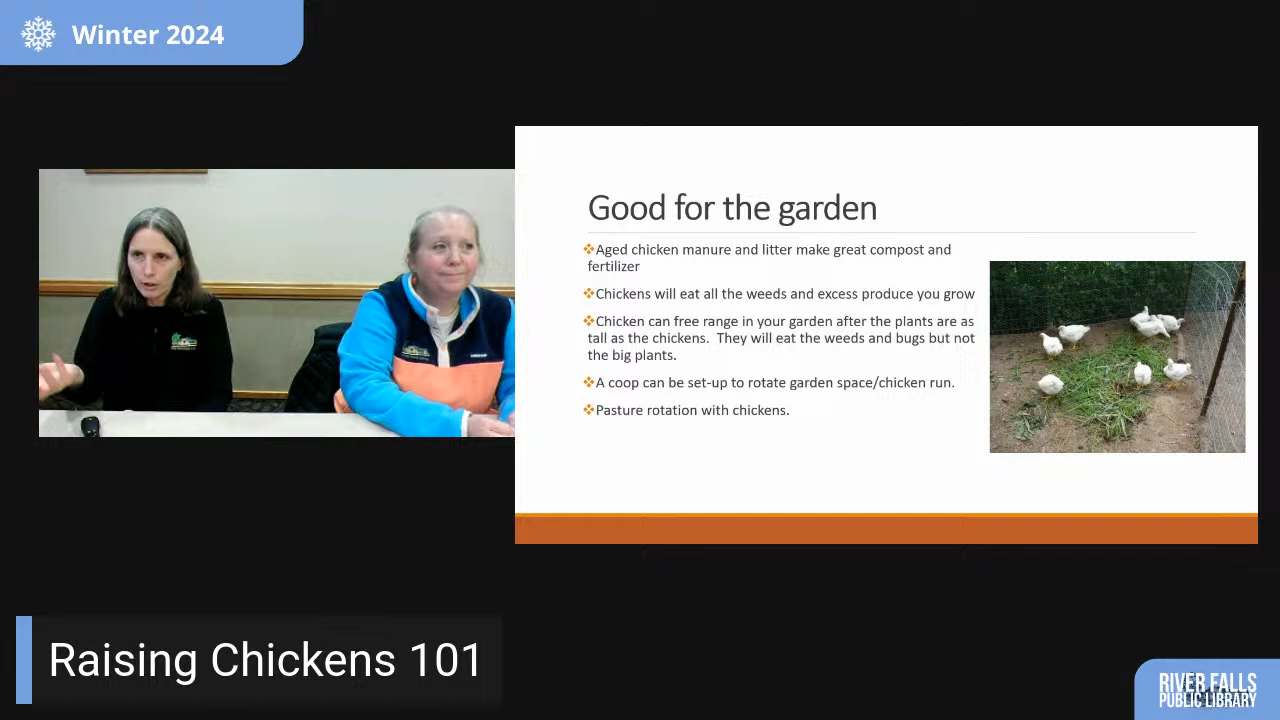 Winter 2024
Good for the garden
❖Aged chicken manure and litter make great compost and
fertilizer
❖Chickens will eat all the weeds and excess produce you grow
❖Chicken can free range in your garden after the plants are as
tall as the chickens.  They will eat the weeds and bugs but not
the big plants.
❖A coop can be set-up to rotate garden space/chicken run.
❖Pasture rotation with chickens.
Raising Chickens 101
RIVER FALLS
PUBLIC LIBRARY